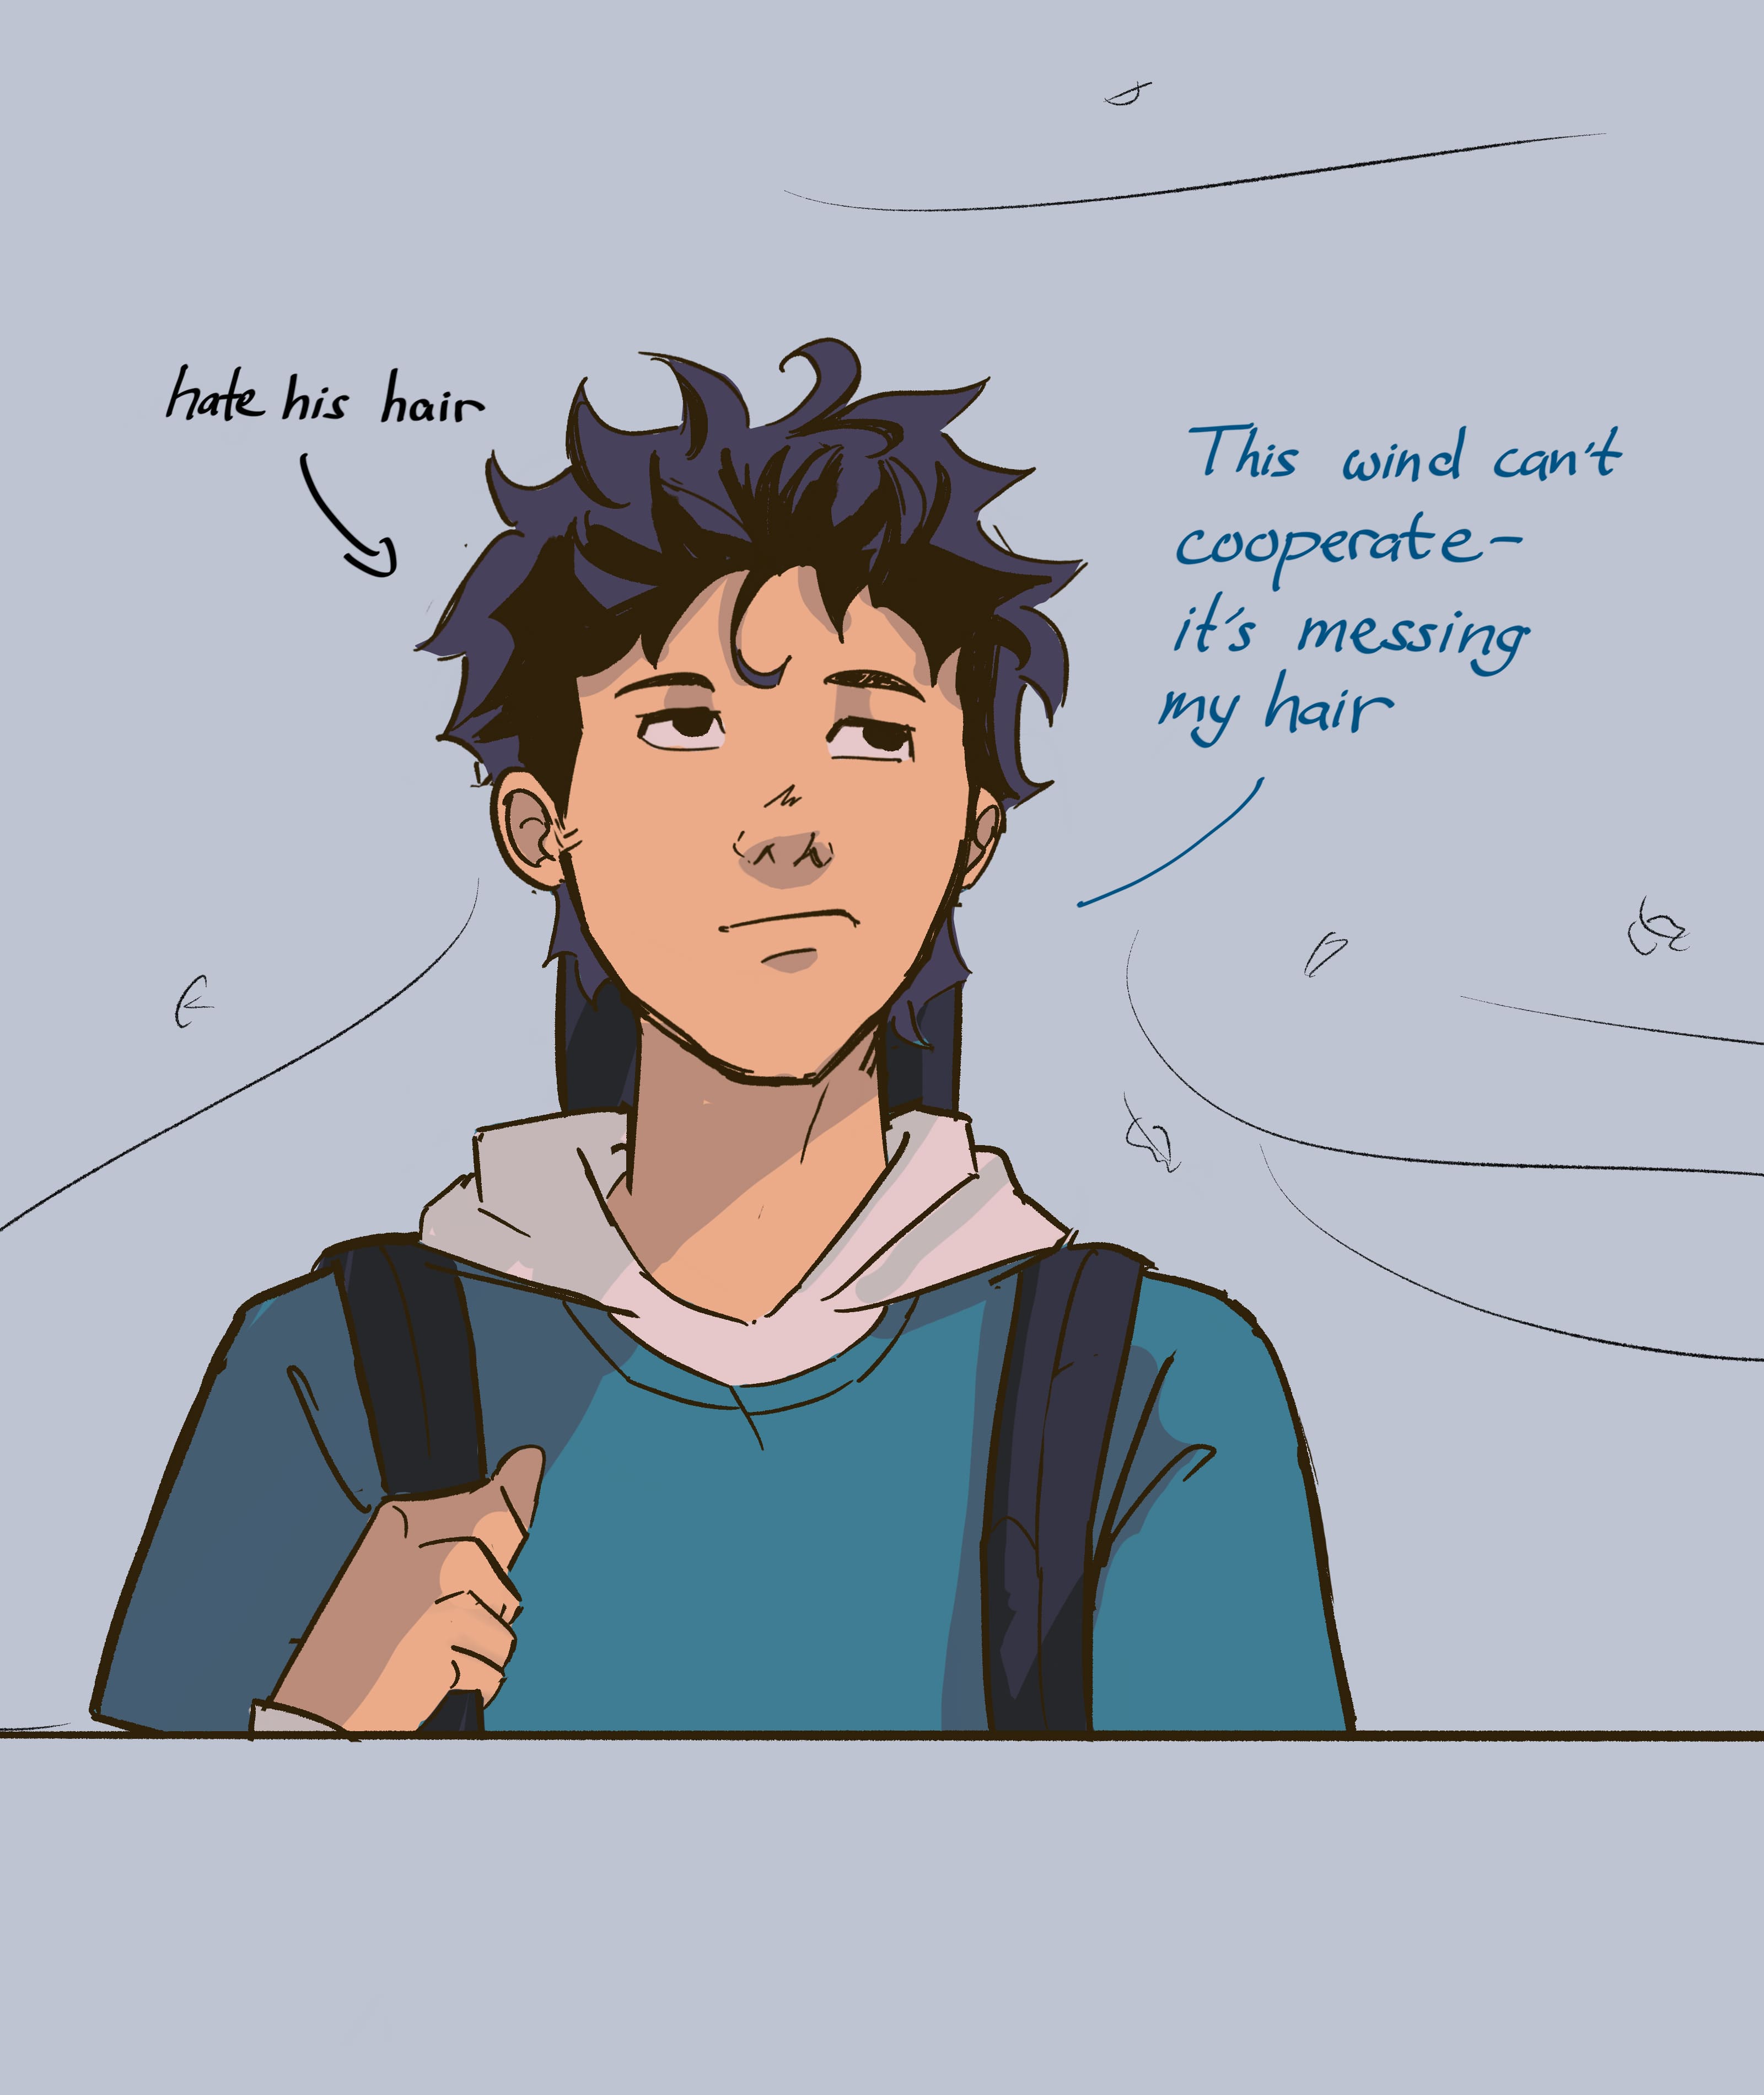 hate his hair
This wind can't
cooperate-
it's messing
my hair